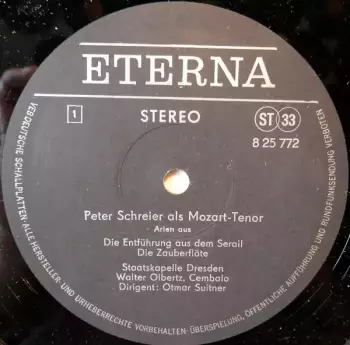 ETERNA
1
STEREO
ST 33
8 25 772
Peter Schreier als Mozart-Tenor
Arien aus
Die Entführung aus dem Serail
Die Zauberflöte
Staatskapelle Dresden
Walter Olbertz, Cembalo
Dirigent: Otmar Suitner
VEB DEUTSCHE SCHALLPLATTEN·ALLE HERSTELLER- UND URHEBERRECHTE VORBEHALTEN·ÜBERSPIELUNG, ÖFFENTLICHE AUFFÜHRUNG UND RUNDFUNKSENDUNG VERBOTEN